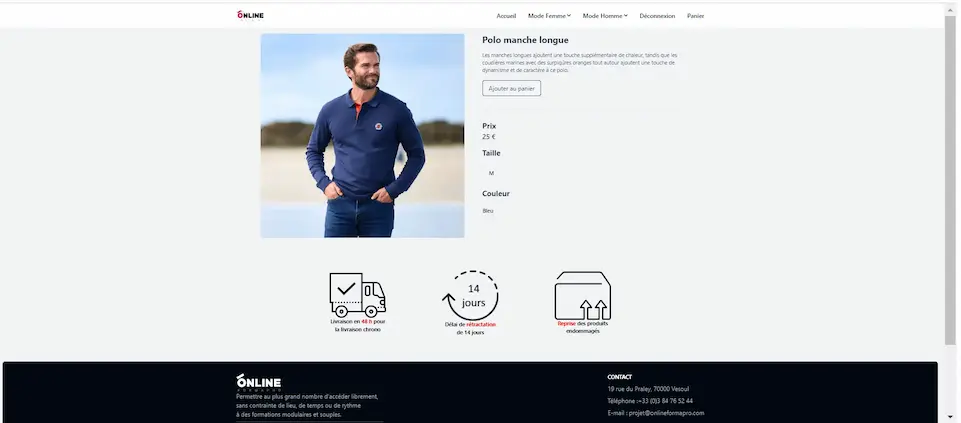 ONLINE
Accueil
Mode Femme
Mode Homme
Déconnexion
Panier
Polo manche longue
Les manches longues ajoutent une touche supplémentaire de chaleur, tandis que les
coudières marines avec des surpiqûres oranges tout autour ajoutent une touche de
dynamisme et de caractère à ce polo.
Ajouter au panier
Prix
25 €
Taille
M
Couleur
Bleu
14
jours
Livraison en 48 h pour
la livraison chrono
Délai de rétractation
de 14 jours
Reprise des produits
endommagés
ONLINE
FORMAPRO
Permettre au plus grand nombre d'accéder librement,
sans contrainte de lieu, de temps ou de rythme
à des formations modulaires et souples.
CONTACT
19 rue du Praley, 70000 Vesoul
Téléphone :+33 (0)3 84 76 52 44
E-mail : projet@onlineformapro.com